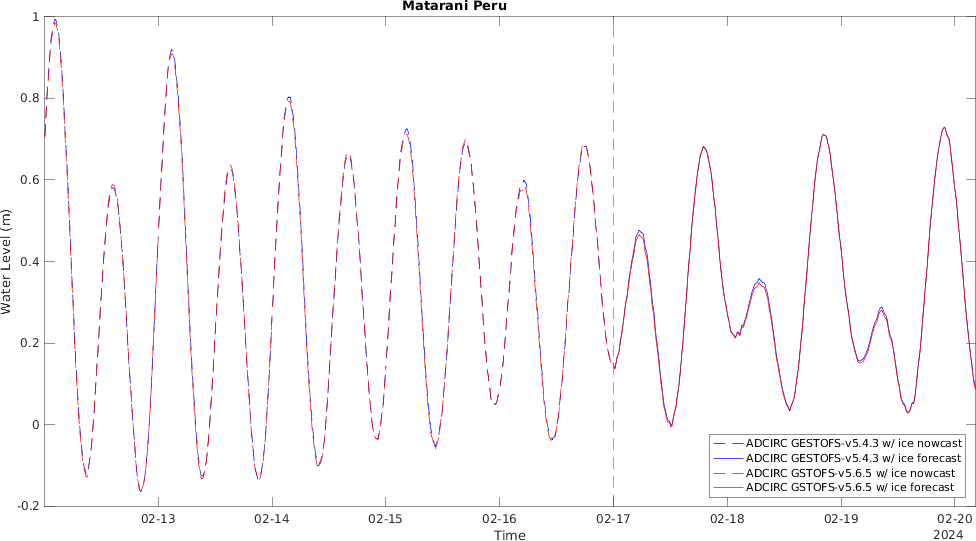 Matarani Peru
1
0.8
0.6
0.4
0.2
0
-0.2
Water Level (m)
02-13 02-14 02-15 02-16 02-17 02-18 02-19 02-20
Time
2024
ADCIRC GESTOFS-v5.4.3 w/ ice nowcast
ADCIRC GESTOFS-v5.4.3 w/ ice forecast
ADCIRC GSTOFS-v5.6.5 w/ ice nowcast
ADCIRC GSTOFS-v5.6.5 w/ ice forecast